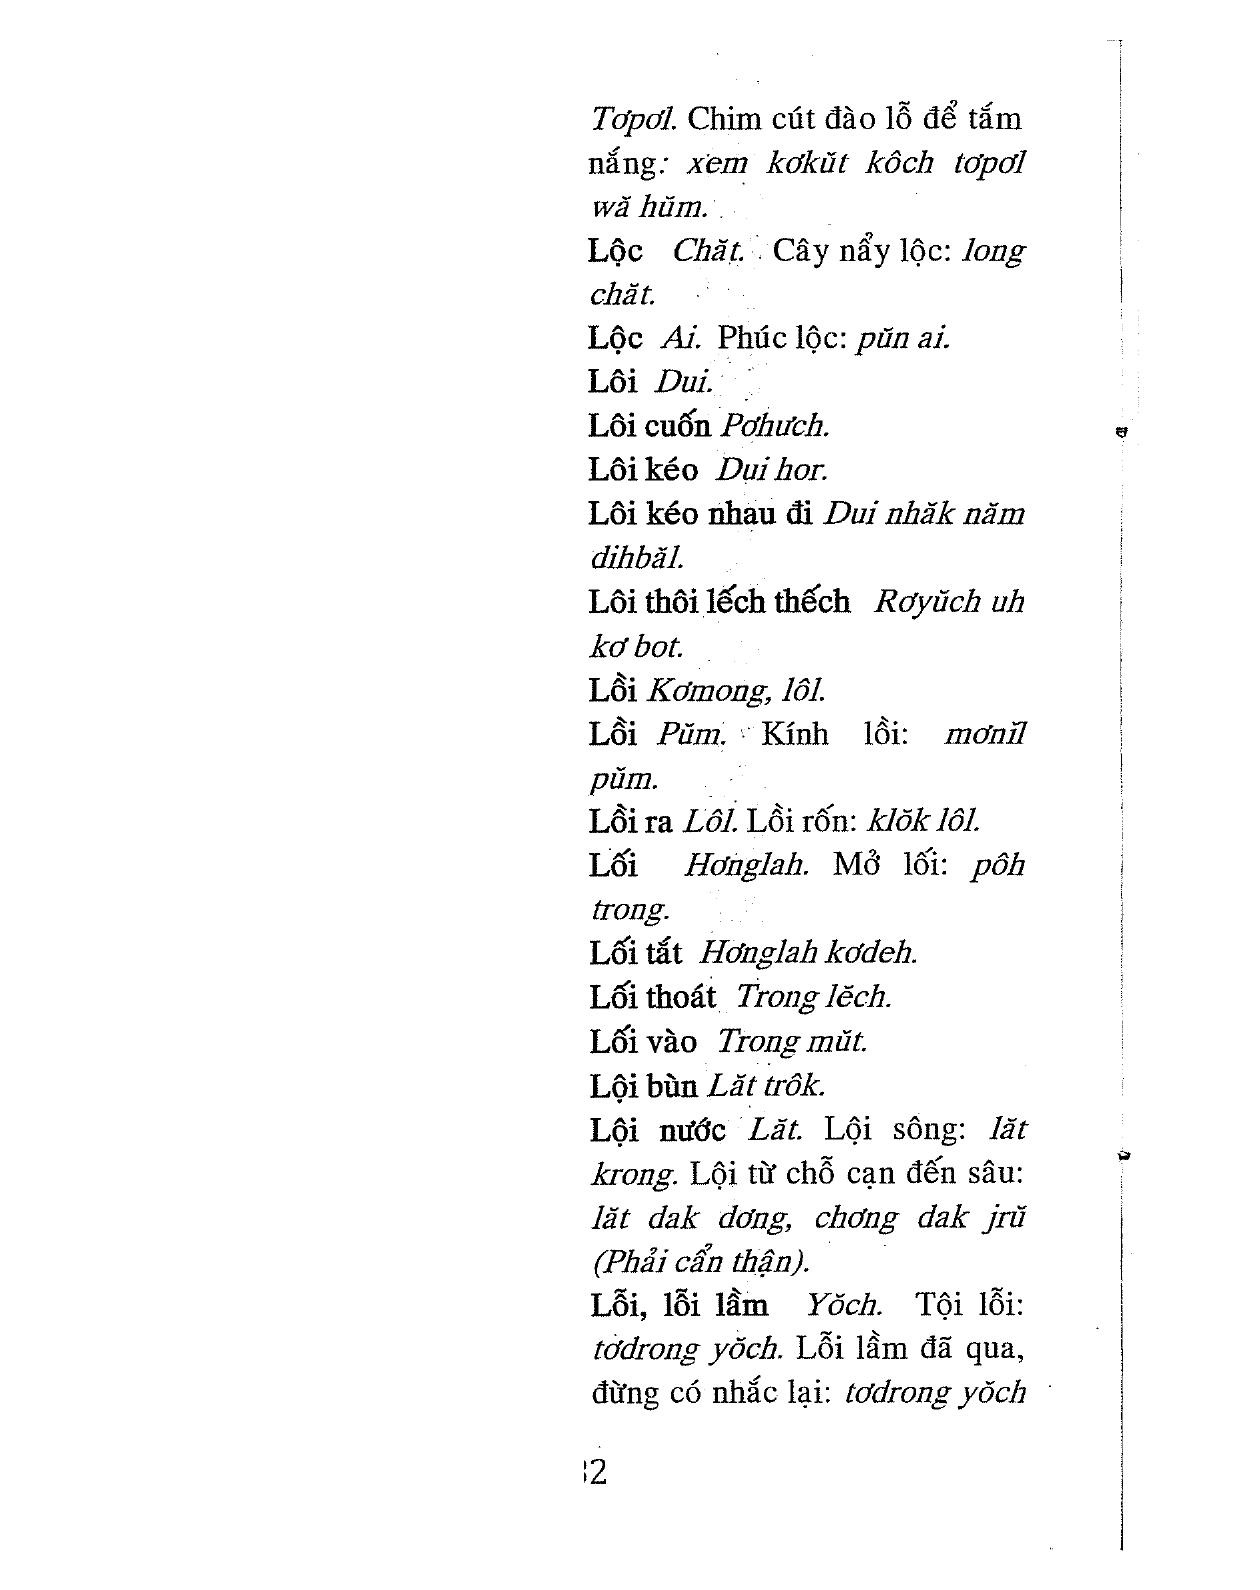 Tơpơl. Chim cút đào lỗ để tắm
nắng: xem kơkŭt kôch tơpơl
wă hŭm.
Lộc Chăt. Cây nẩy lộc: long
chăt.
Lộc Ai. Phúc lộc: pŭn ai.
Lôi Dui.
Lôi cuốn Pơhưch.
Lôi kéo Dui hor.
Lôi kéo nhau đi Dui nhăk năm
dihbăl.
Lôi thôi lếch thếch Rơyŭch uh
kơ bot.
Lồi Kơmong, lôl.
Lồi Pŭm. Kính lồi: mơnĭl
pŭm.
Lồi ra Lôl. Lồi rốn: klŏk lôl.
Lối Hơnglah. Mở lối: pôh
trong.
Lối tắt Hơnglah kơdeh.
Lối thoát Trong lĕch.
Lối vào Trong mŭt.
Lội bùn Lăt trôk.
Lội nước Lăt. Lội sông: lăt
krong. Lội từ chỗ cạn đến sâu:
lăt dak dơng, chơng dak jrŭ
(Phải cẩn thận).
Lỗi, lỗi lầm Yŏch. Tội lỗi:
tơdrong yŏch. Lỗi lầm đã qua,
đừng có nhắc lại: tơdrong yŏch
2